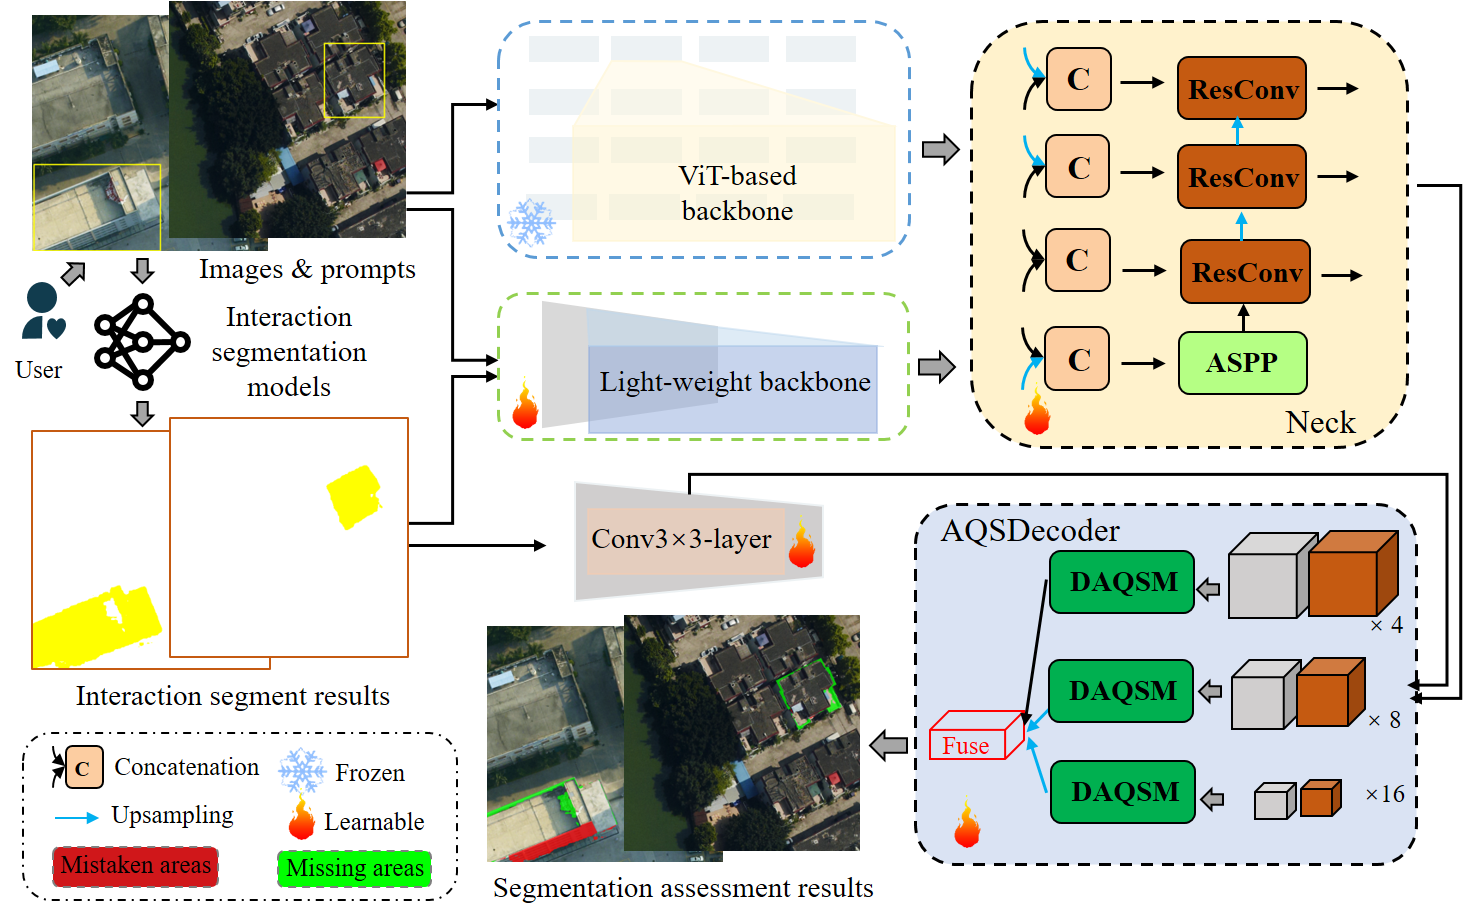 Images & prompts
User
Interaction
segmentation
models
Interaction segment results
ViT-based
backbone
Light-weight backbone
Conv3×3-layer
C
ResConv
C
ResConv
C
ResConv
C
ASPP
Neck
AQSDecoder
DAQSM
× 4
DAQSM
× 8
Fuse
DAQSM
×16
Segmentation assessment results
C
Concatenation
Frozen
Upsampling
Learnable
Mistaken areas
Missing areas